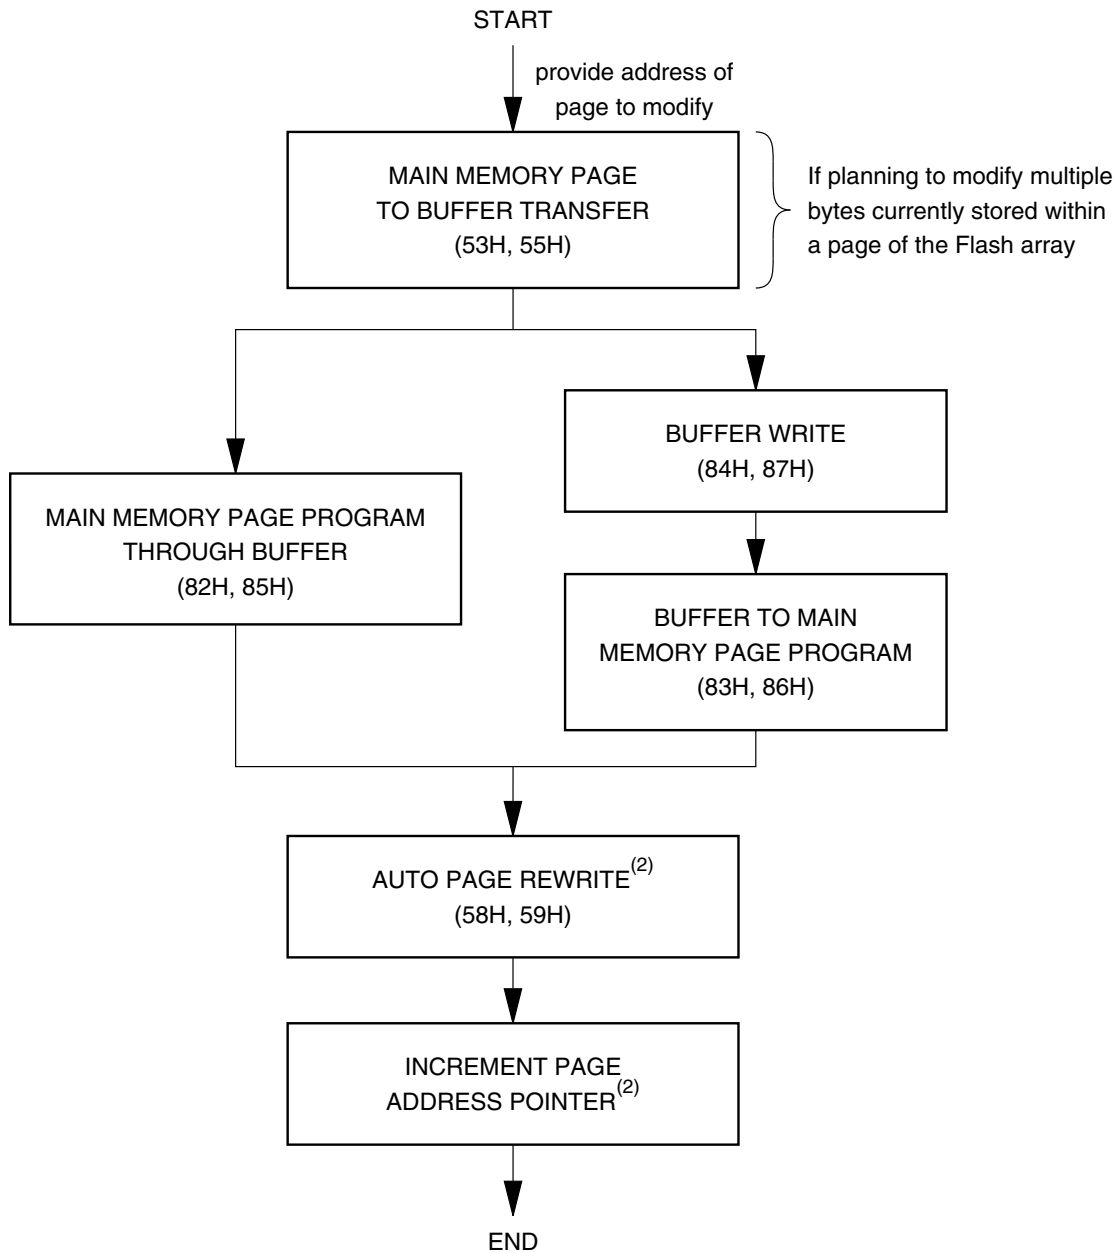 START
provide address of
page to modify
MAIN MEMORY PAGE
TO BUFFER TRANSFER
(53H, 55H)
If planning to modify multiple
bytes currently stored within
a page of the Flash array
BUFFER WRITE
(84H, 87H)
MAIN MEMORY PAGE PROGRAM
THROUGH BUFFER
(82H, 85H)
BUFFER TO MAIN
MEMORY PAGE PROGRAM
(83H, 86H)
AUTO PAGE REWRITE(2)
(58H, 59H)
INCREMENT PAGE
ADDRESS POINTER(2)
END